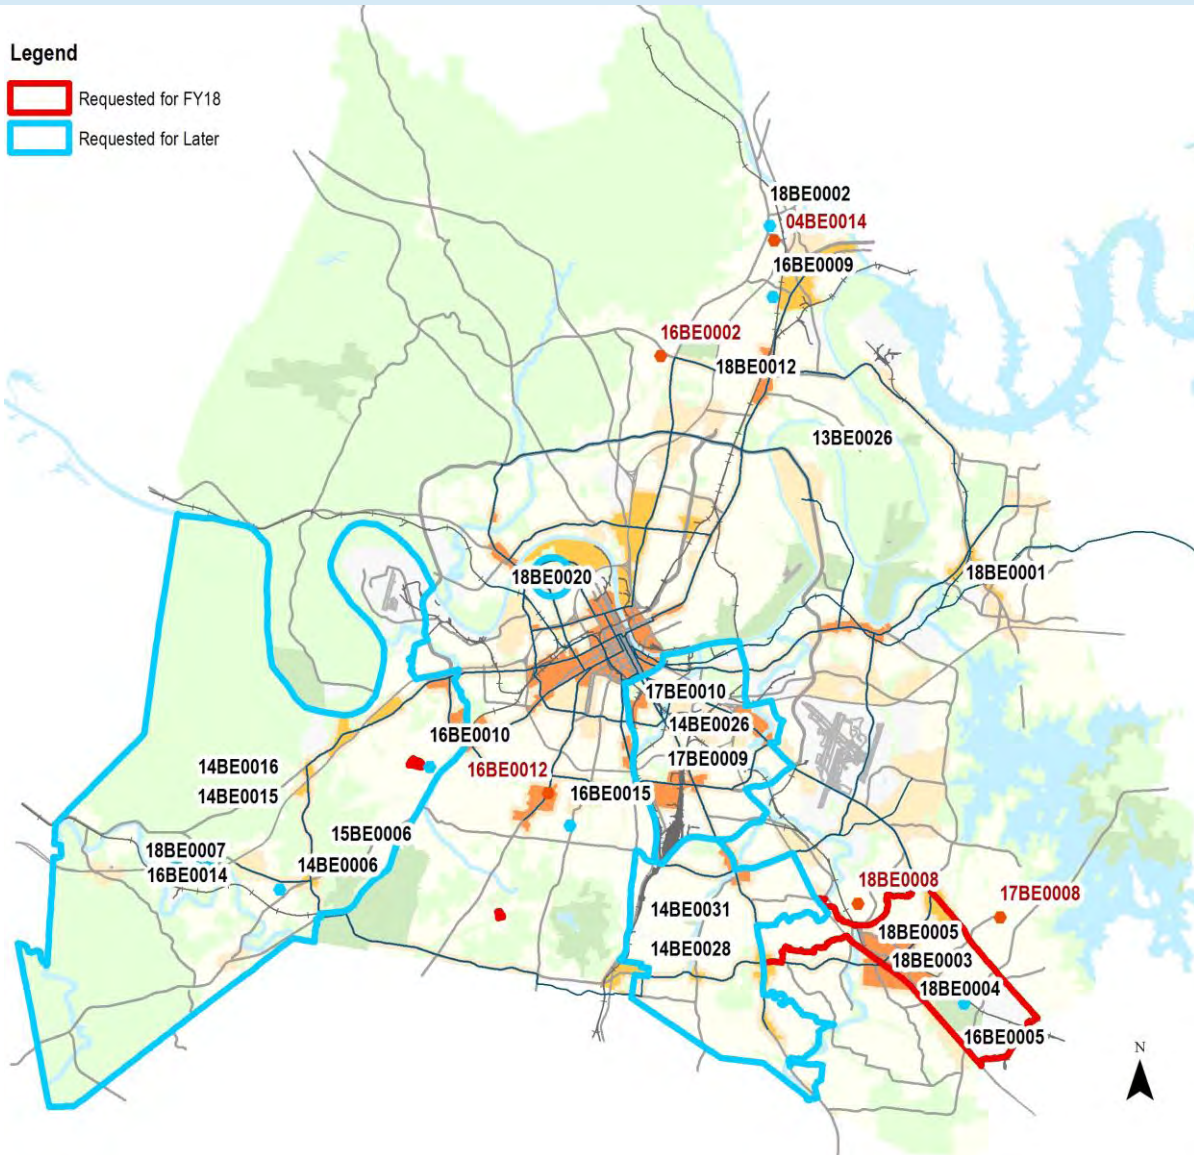 Legend
Requested for FY18
Requested for Later
18BE0002
04BE0014
16BE0009
16BE0002
18BE0012
13BE0026
18BE0001
18BE0020
17BE0010
14BE0026
16BE0010
17BE0009
14BE0016
16BE0012
14BE0015
16BE0015
15BE0006
18BE0007
14BE0006
16BE0014
18BE0008
17BE0008
14BE0031
18BE0005
14BE0028
18BE0003
18BE0004
16BE0005
N